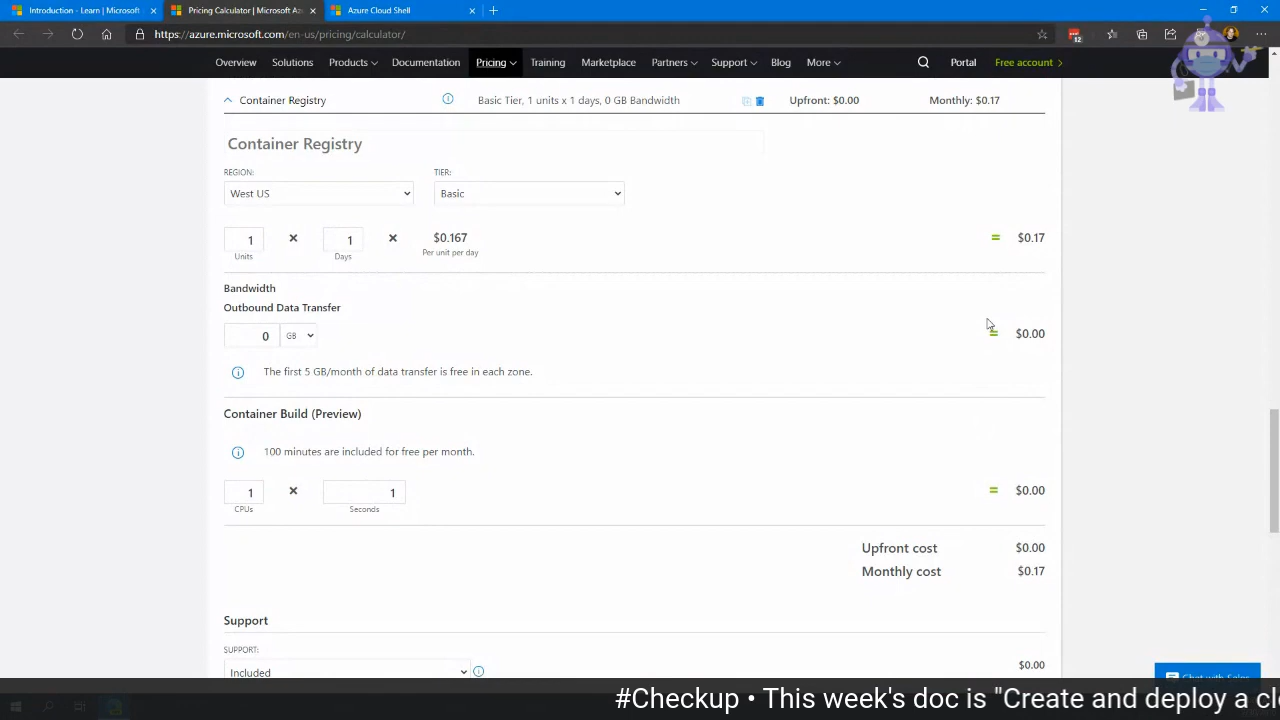 Introduction - Learn | Microsoft
Pricing Calculator | Microsoft Az
Azure Cloud Shell
https://azure.microsoft.com/en-us/pricing/calculator/
12
Overview Solutions Products Documentation Pricing Training Marketplace Partners Support Blog More Portal Free account
Container Registry Basic Tier, 1 units x 1 days, 0 GB Bandwidth Upfront: $0.00 Monthly: $0.17
Container Registry
REGION: TIER:
West US Basic
1 × 1 × $0.167 = $0.17
Units Days Per unit per day
Bandwidth
Outbound Data Transfer
0 GB = $0.00
The first 5 GB/month of data transfer is free in each zone.
Container Build (Preview)
100 minutes are included for free per month.
1 × 1 = $0.00
CPUs Seconds
Upfront cost $0.00
Monthly cost $0.17
Support
SUPPORT:
Included $0.00
Chat with Sales
#Checkup • This week's doc is "Create and deploy a cl